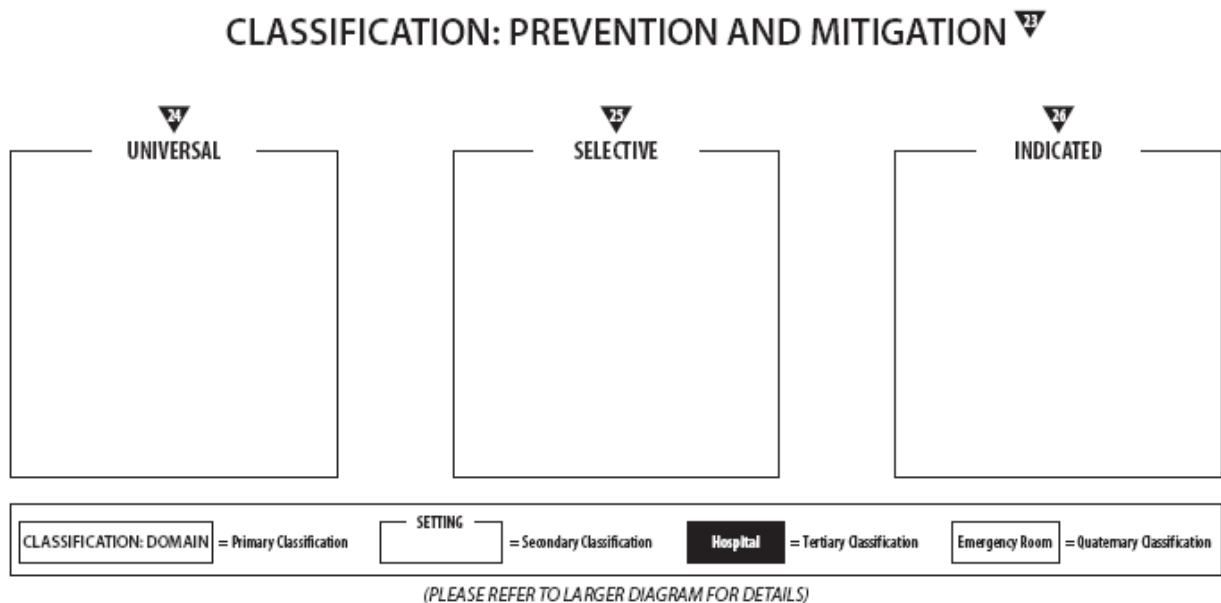 CLASSIFICATION: PREVENTION AND MITIGATION 23
24 25 26
UNIVERSAL SELECTIVE INDICATED
SETTING
CLASSIFICATION: DOMAIN = Primary Classification = Secondary Classification Hospital = Tertiary Classification Emergency Room = Quaternary Classification
(PLEASE REFER TO LARGER DIAGRAM FOR DETAILS)